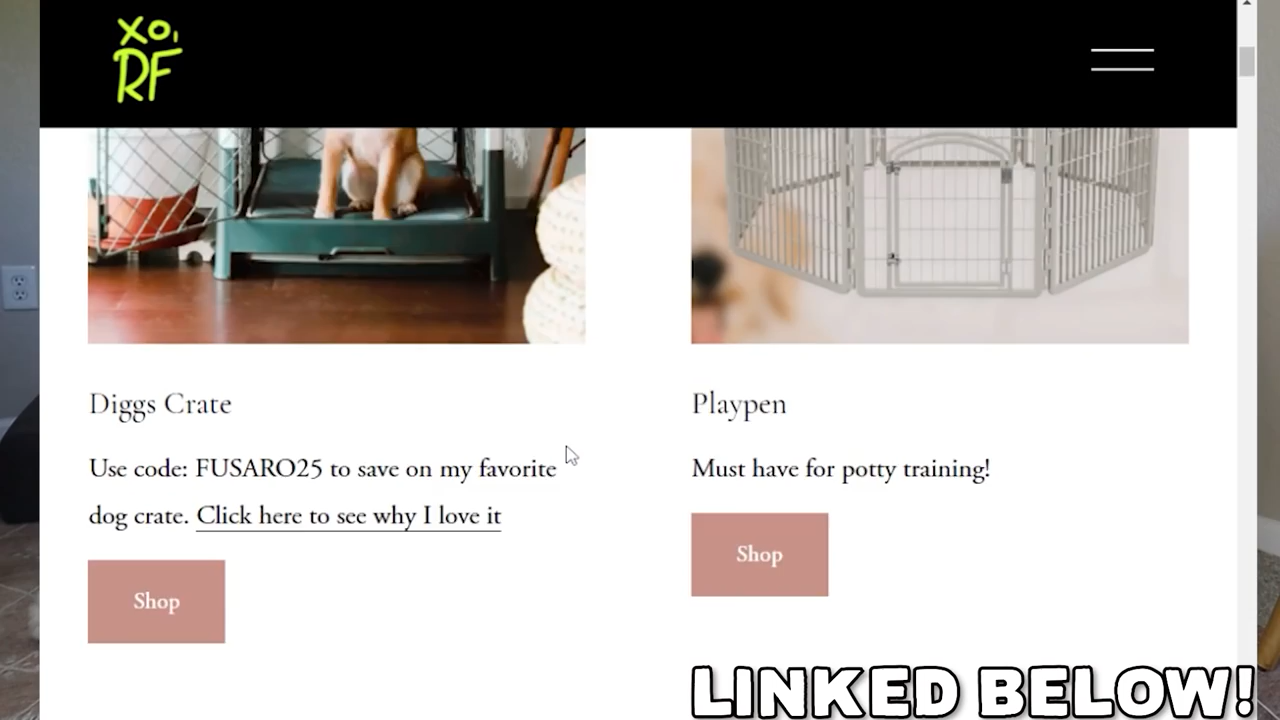 XO,
RF
Diggs Crate
Use code: FUSARO25 to save on my favorite
dog crate. Click here to see why I love it
Shop
Playpen
Must have for potty training!
Shop
LINKED BELOW!